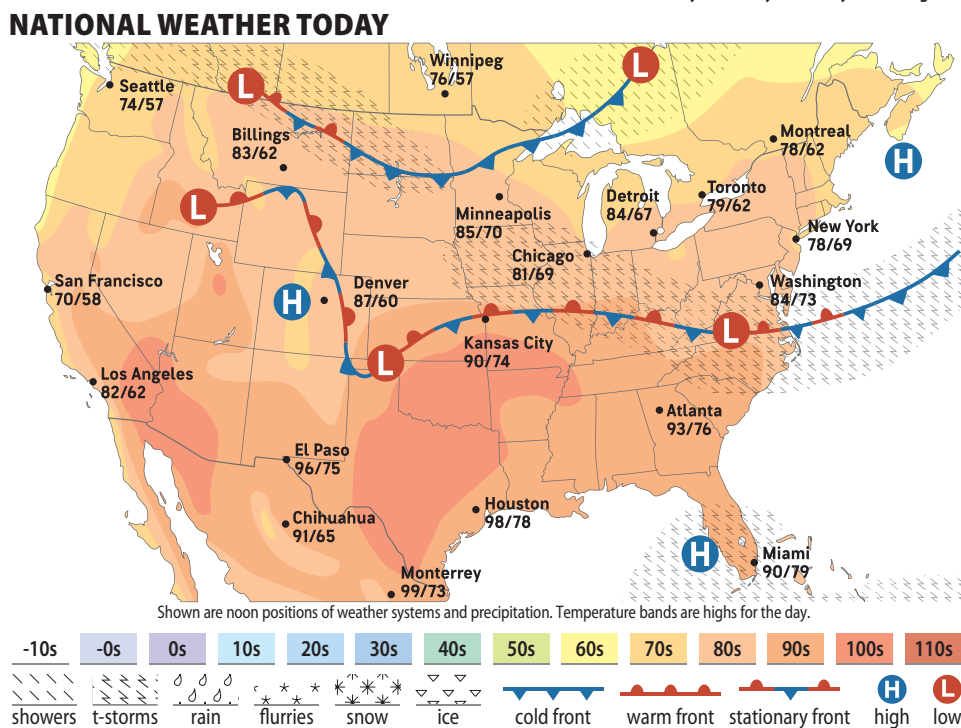 NATIONAL WEATHER TODAY
Seattle
74/57
L
Winnipeg
76/57
L
Billings
83/62
Montreal
78/62
H
L
Minneapolis
85/70
Detroit
84/67
Toronto
79/62
New York
78/69
Chicago
81/69
San Francisco
70/58
H
Denver
87/60
Washington
84/73
L
Kansas City
90/74
L
Los Angeles
82/62
Atlanta
93/76
El Paso
96/75
Houston
98/78
Chihuahua
91/65
H
Miami
90/79
Monterrey
99/73
Shown are noon positions of weather systems and precipitation. Temperature bands are highs for the day.
-10s -0s 0s 10s 20s 30s 40s 50s 60s 70s 80s 90s 100s 110s
H L
showers t-storms rain flurries snow ice cold front warm front stationary front high low